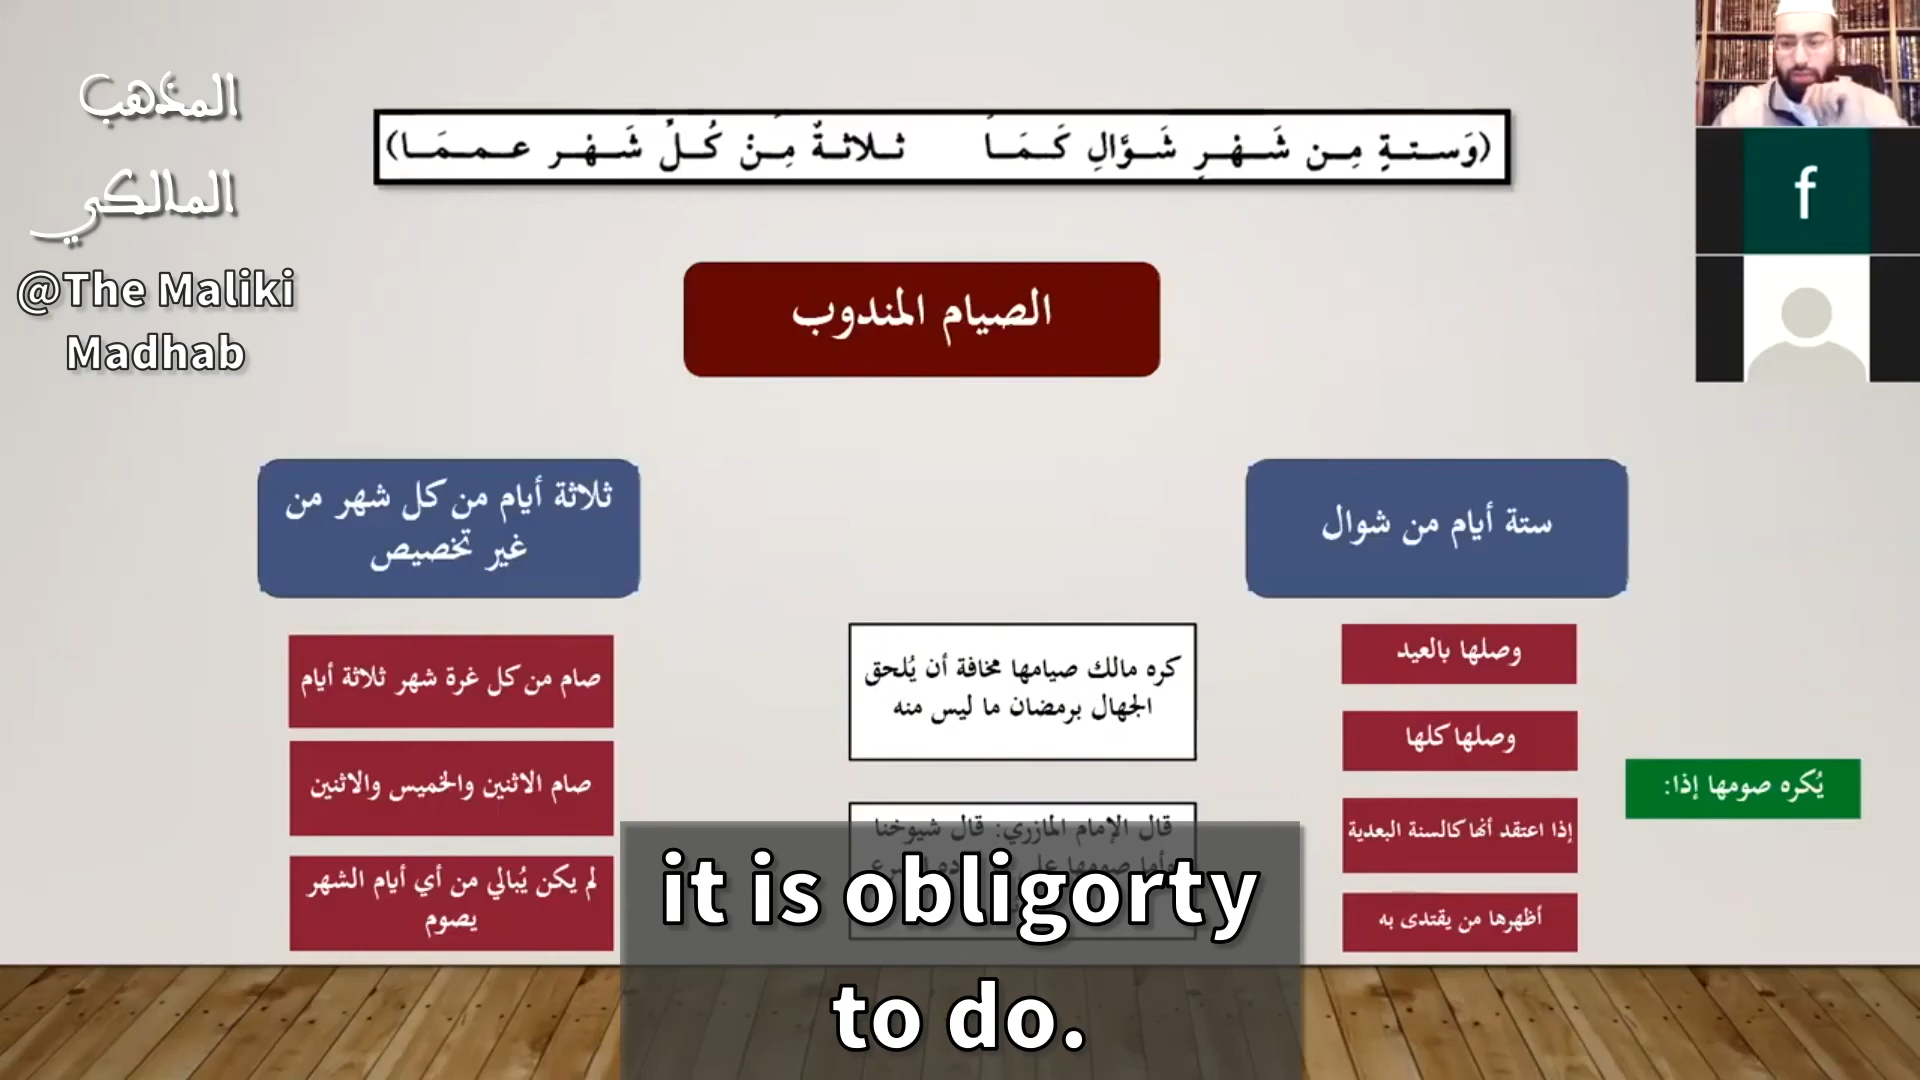 المذهب
المالكي
@The Maliki
Madhab
(وَستةٍ مِن شَهْرِ شَوَّالِ كَمَا ثلاثةٌ مِنْ كُلِّ شَهْر عممَا)
f
الصيام المندوب
ستة أيام من شوال
ثلاثة أيام من كل شهر من
غير تخصيص
وصلها بالعيد
وصلها كلها
إذا اعتقد أنها كالسنة البعدية
أظهرها من يقتدى به
يُكره صومها إذا:
كره مالك صيامها مخافة أن يُلحق
الجهال برمضان ما ليس منه
قال الإمام المازري: قال شيوخنا
صام من كل غرة شهر ثلاثة أيام
صام الاثنين والخميس والاثنين
لم يكن يُبالي من أي أيام الشهر
يصوم
it is obligorty
to do.